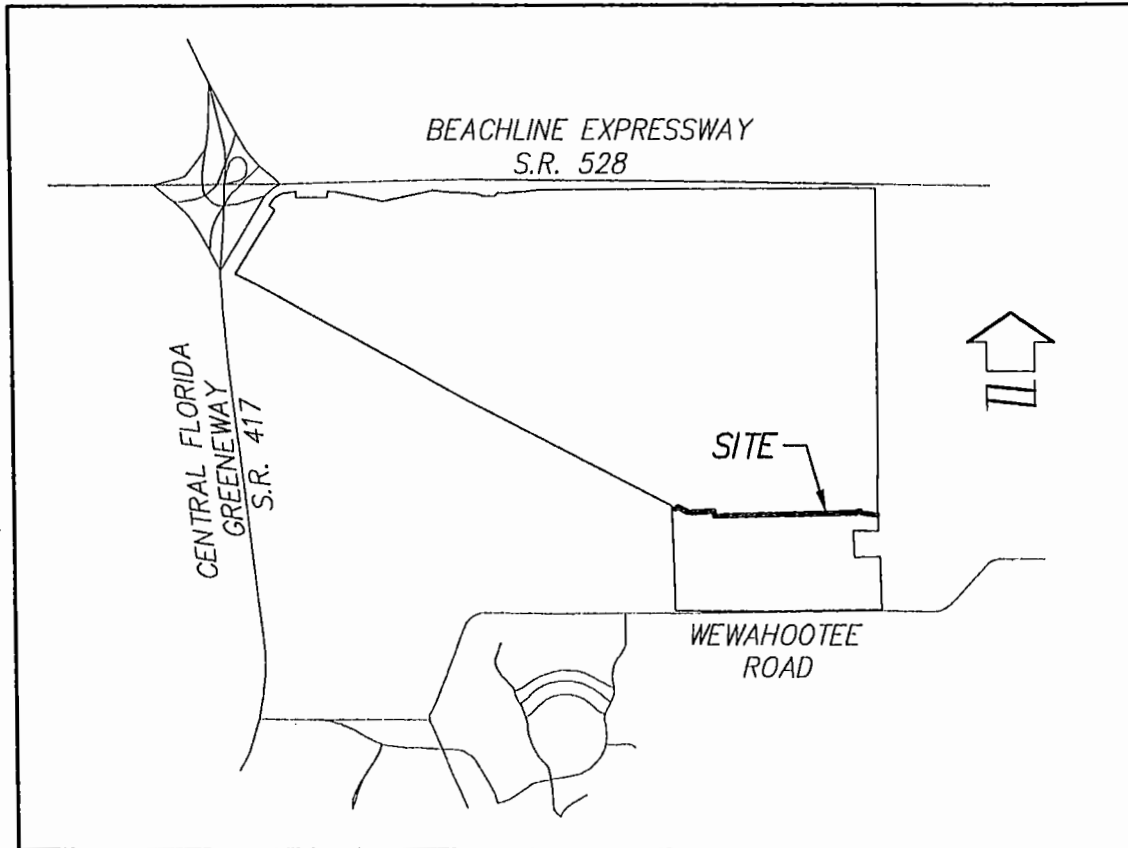 BEACHLINE EXPRESSWAY
S.R. 528
CENTRAL FLORIDA
GREENEWAY
S.R. 417
SITE
N
WEWAHOOTEE
ROAD